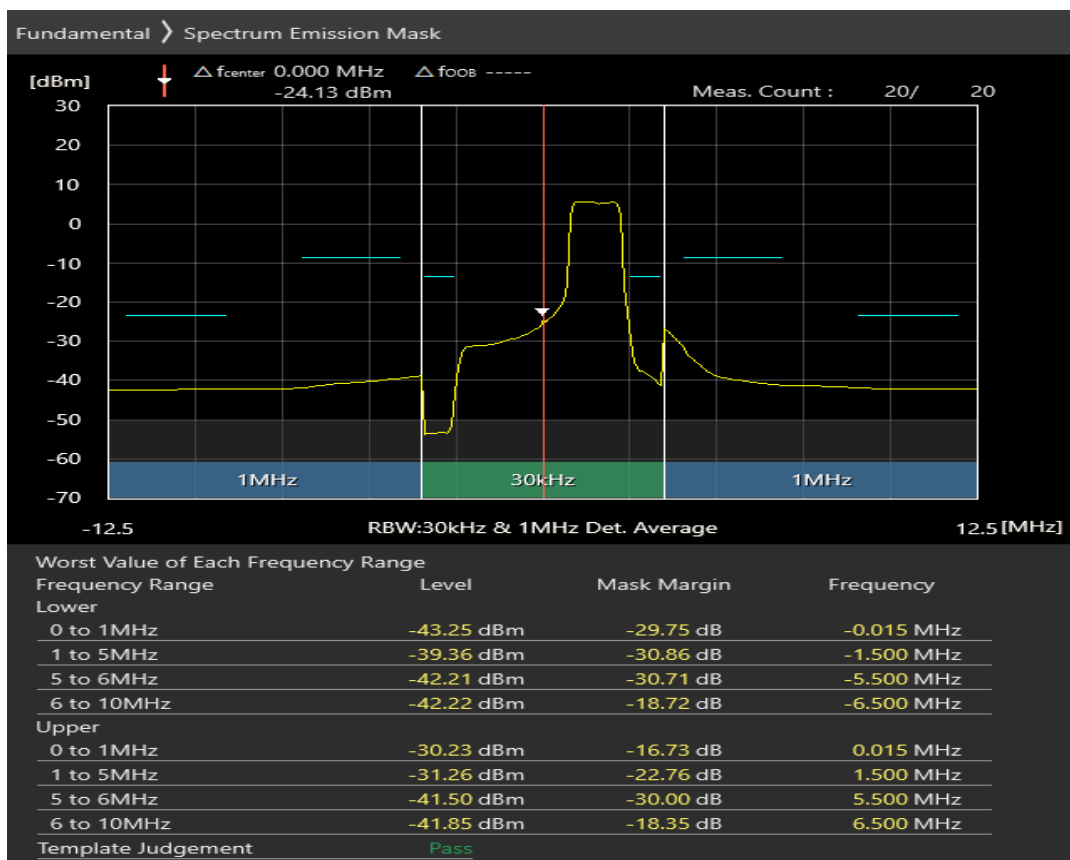 Fundamental ❯ Spectrum Emission Mask
△ fcenter 0.000 MHz △ fOOB -----
[dBm]
-24.13 dBm Meas. Count : 20/ 20
30
20
10
0
-10
-20
-30
-40
-50
-60
1MHz 30kHz 1MHz
-70
-12.5 RBW:30kHz & 1MHz Det. Average 12.5 [MHz]
Worst Value of Each Frequency Range
Frequency Range Level Mask Margin Frequency
Lower
0 to 1MHz -43.25 dBm -29.75 dB -0.015 MHz
1 to 5MHz -39.36 dBm -30.86 dB -1.500 MHz
5 to 6MHz -42.21 dBm -30.71 dB -5.500 MHz
6 to 10MHz -42.22 dBm -18.72 dB -6.500 MHz
Upper
0 to 1MHz -30.23 dBm -16.73 dB 0.015 MHz
1 to 5MHz -31.26 dBm -22.76 dB 1.500 MHz
5 to 6MHz -41.50 dBm -30.00 dB 5.500 MHz
6 to 10MHz -41.85 dBm -18.35 dB 6.500 MHz
Template Judgement Pass